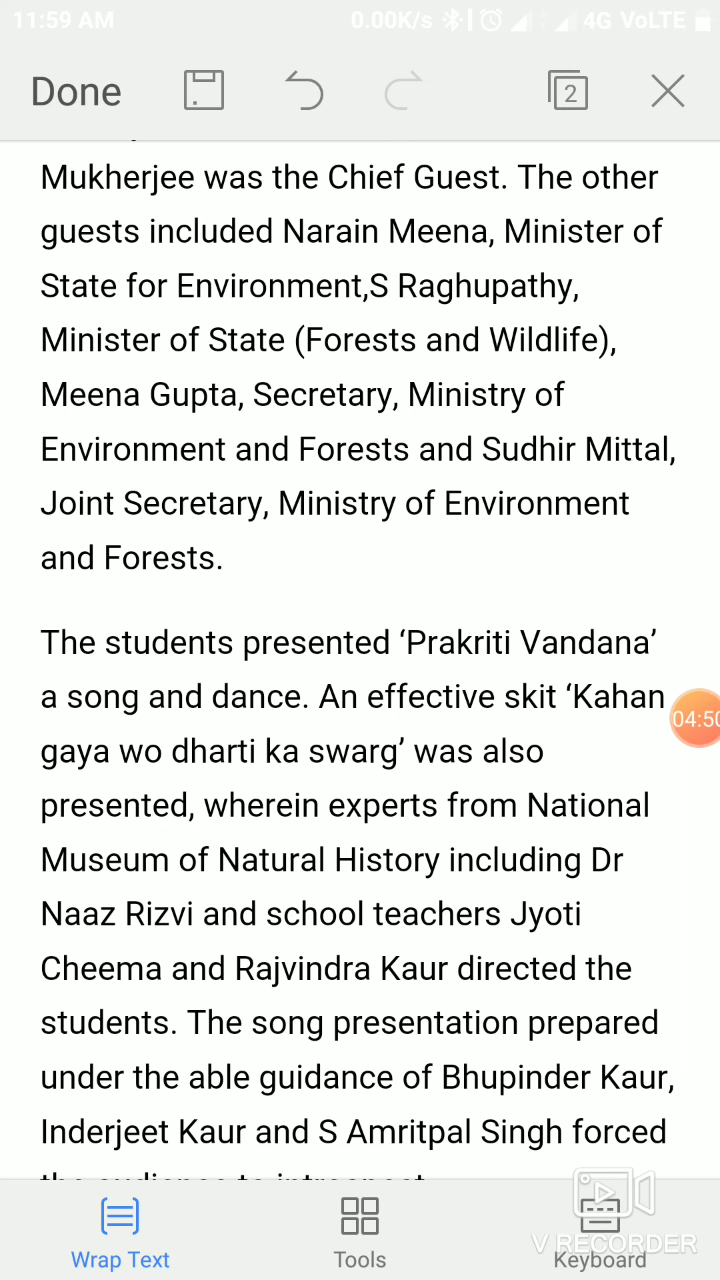 11:59 AM
0.00K/s
4G VoLTE
Done
2
Mukherjee was the Chief Guest. The other
guests included Narain Meena, Minister of
State for Environment,S Raghupathy,
Minister of State (Forests and Wildlife),
Meena Gupta, Secretary, Ministry of
Environment and Forests and Sudhir Mittal,
Joint Secretary, Ministry of Environment
and Forests.
The students presented ‘Prakriti Vandana’
a song and dance. An effective skit ‘Kahan
04:50
gaya wo dharti ka swarg’ was also
presented, wherein experts from National
Museum of Natural History including Dr
Naaz Rizvi and school teachers Jyoti
Cheema and Rajvindra Kaur directed the
students. The song presentation prepared
under the able guidance of Bhupinder Kaur,
Inderjeet Kaur and S Amritpal Singh forced
the audience to introspect.
V RECORDER
Wrap Text
Tools
Keyboard